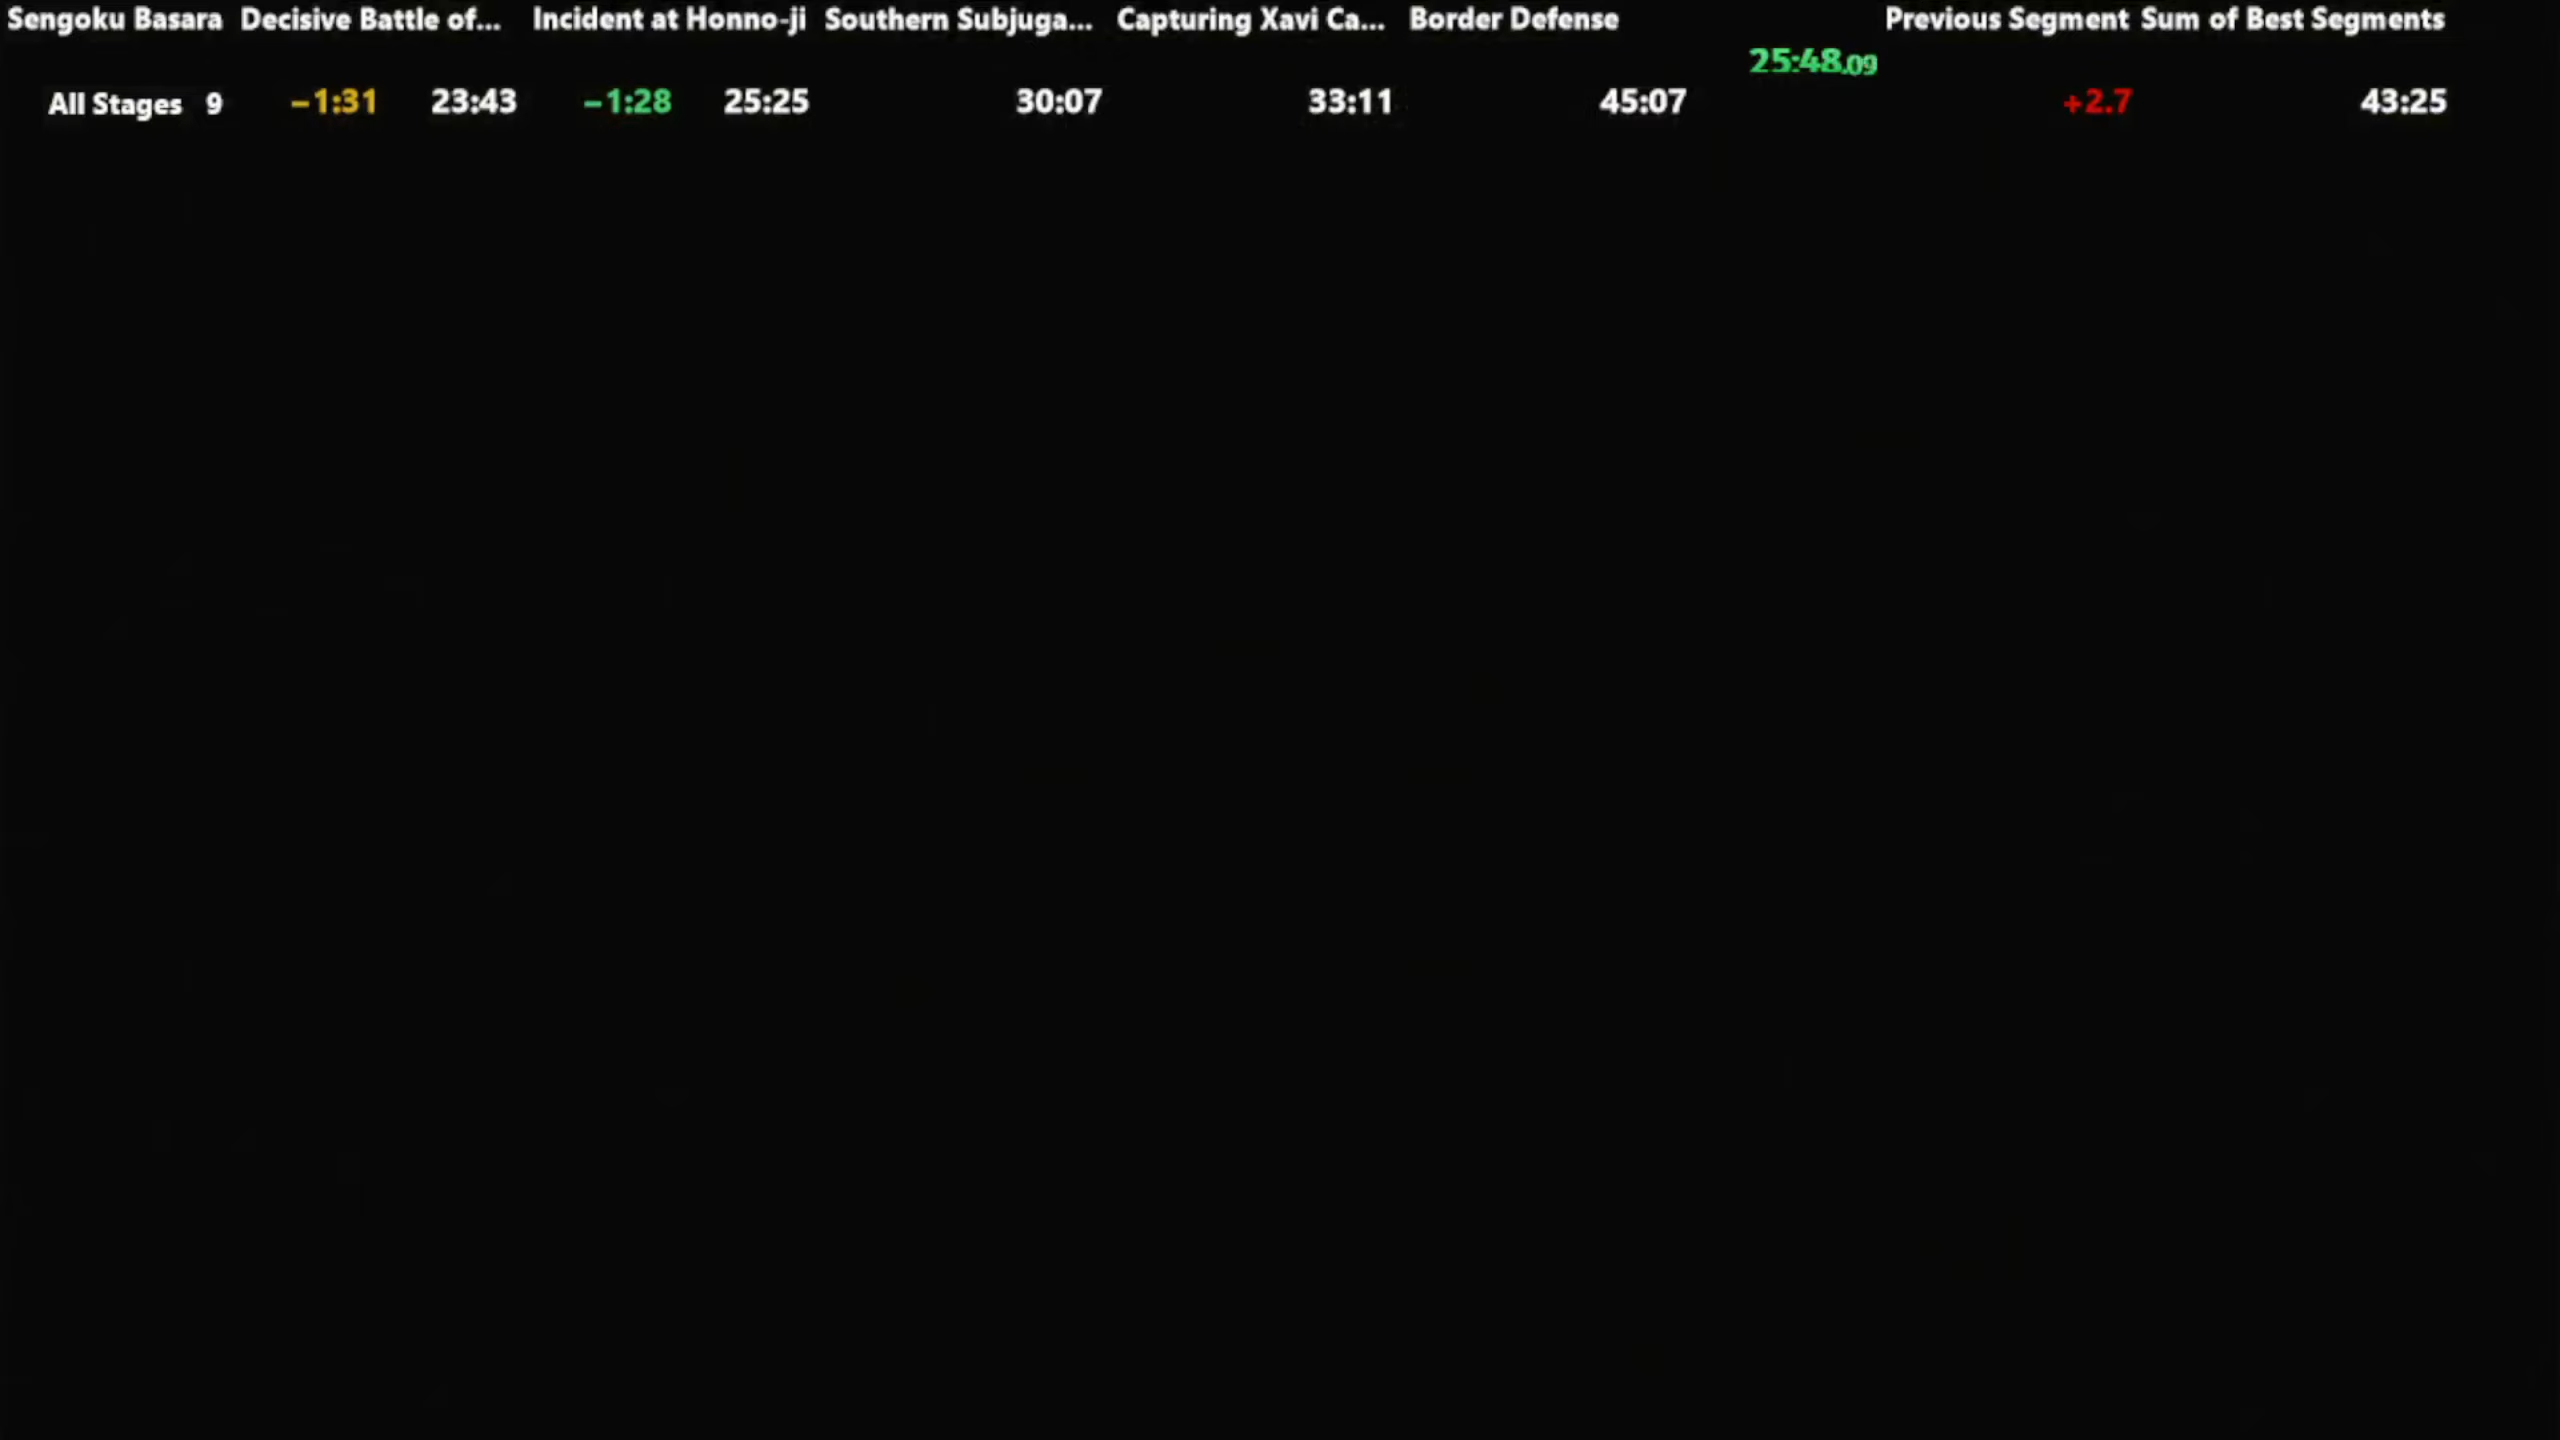 Sengoku Basara Decisive Battle of... Incident at Honno-ji Southern Subjuga... Capturing Xavi Ca... Border Defense Previous Segment Sum of Best Segments
25:48.09
All Stages 9 −1:31 23:43 −1:28 25:25 30:07 33:11 45:07 +2.7 43:25